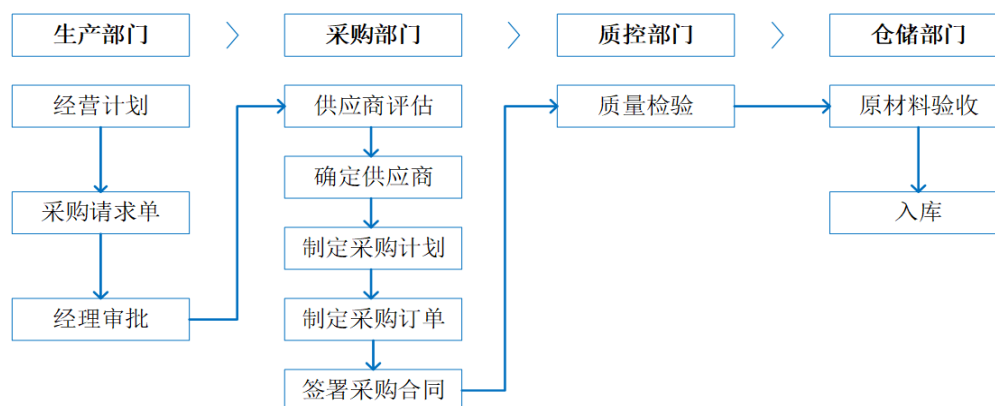 生产部门
采购部门
质控部门
仓储部门
经营计划
采购请求单
经理审批
供应商评估
确定供应商
制定采购计划
制定采购订单
签署采购合同
质量检验
原材料验收
入库